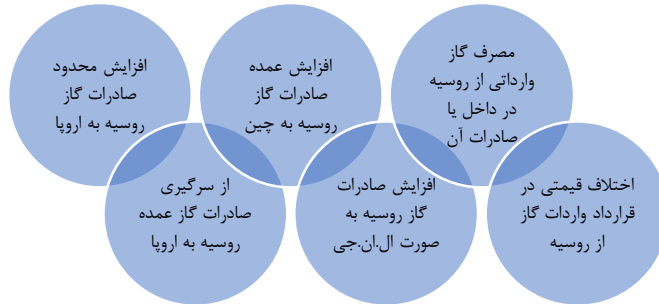 مصرف گاز
وارداتی از روسیه
در داخل یا
صادرات آن
افزایش عمده
صادرات گاز
روسیه به چین
افزایش محدود
صادرات گاز
روسیه به اروپا
اختلاف قیمتی در
قرارداد واردات گاز
از روسیه
افزایش صادرات
گاز روسیه به
صورت ال.ان.جی
از سرگیری
صادرات گاز عمده
روسیه به اروپا